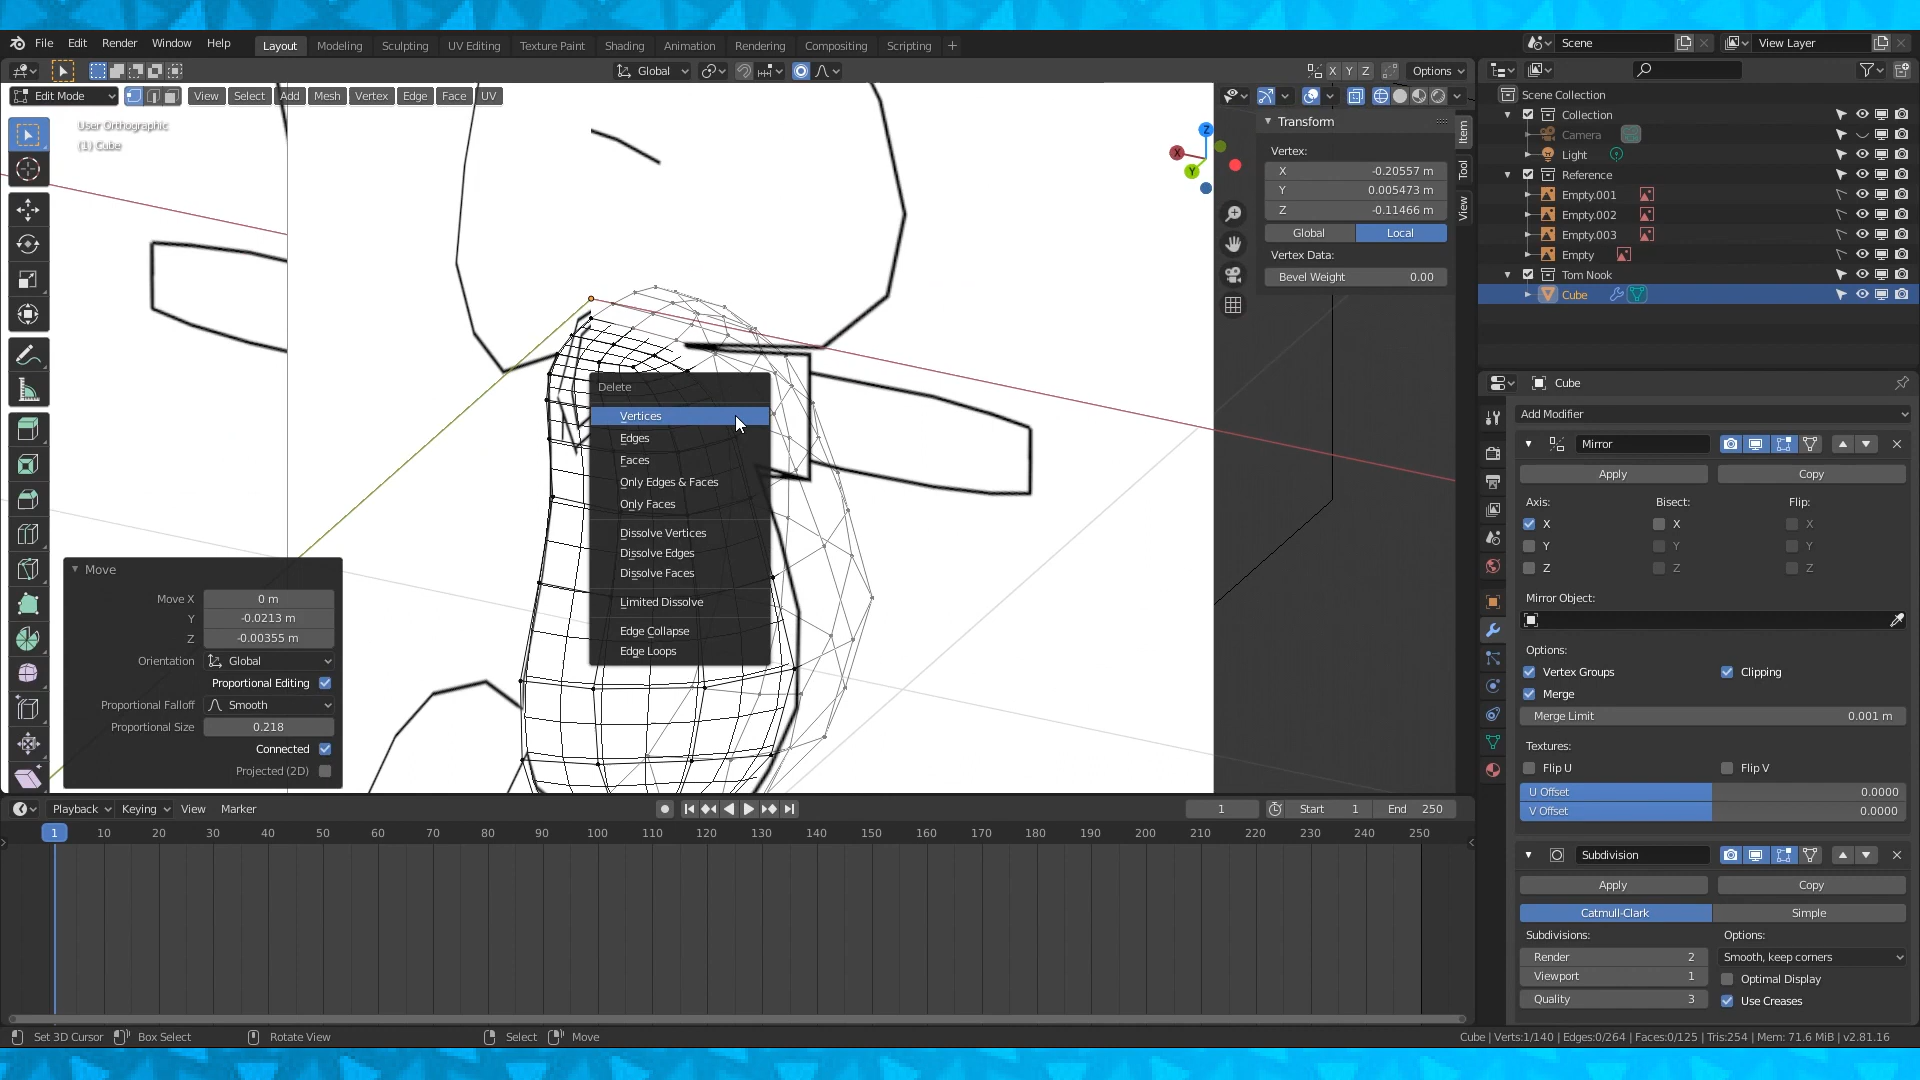 File Edit Render Window Help Layout Modeling Sculpting UV Editing Texture Paint Shading Animation Rendering Compositing Scripting + Scene View Layer
Global X Y Z Options
Edit Mode View Select Add Mesh Vertex Edge Face UV
User Orthographic
(1) Cube
Z
X
Y
Transform
Vertex:
X -0.20557 m
Y 0.005473 m
Z -0.11466 m
Global Local
Vertex Data:
Bevel Weight 0.00
Item
Tool
View
Scene Collection
Collection
Camera
Light
Reference
Empty.001
Empty.002
Empty.003
Empty
Tom Nook
Cube
Delete
Vertices
Edges
Faces
Only Edges & Faces
Only Faces
Dissolve Vertices
Dissolve Edges
Dissolve Faces
Limited Dissolve
Edge Collapse
Edge Loops
Move
Move X 0 m
Y -0.0213 m
Z -0.00355 m
Orientation Global
Proportional Editing
Proportional Falloff Smooth
Proportional Size 0.218
Connected
Projected (2D)
Cube
Add Modifier
Mirror
Apply Copy
Axis: Bisect: Flip:
X X X
Y Y Y
Z Z Z
Mirror Object:
Options:
Vertex Groups Clipping
Merge
Merge Limit 0.001 m
Textures:
Flip U Flip V
U Offset 0.0000
V Offset 0.0000
Subdivision
Apply Copy
Catmull-Clark Simple
Subdivisions: Options:
Render 2 Smooth, keep corners
Viewport 1 Optimal Display
Quality 3 Use Creases
Playback Keying View Marker 1 Start 1 End 250
1 10 20 30 40 50 60 70 80 90 100 110 120 130 140 150 160 170 180 190 200 210 220 230 240 250
Set 3D Cursor Box Select Rotate View Select Move Cube | Verts:1/140 | Edges:0/264 | Faces:0/125 | Tris:254 | Mem: 71.6 MiB | v2.81.16